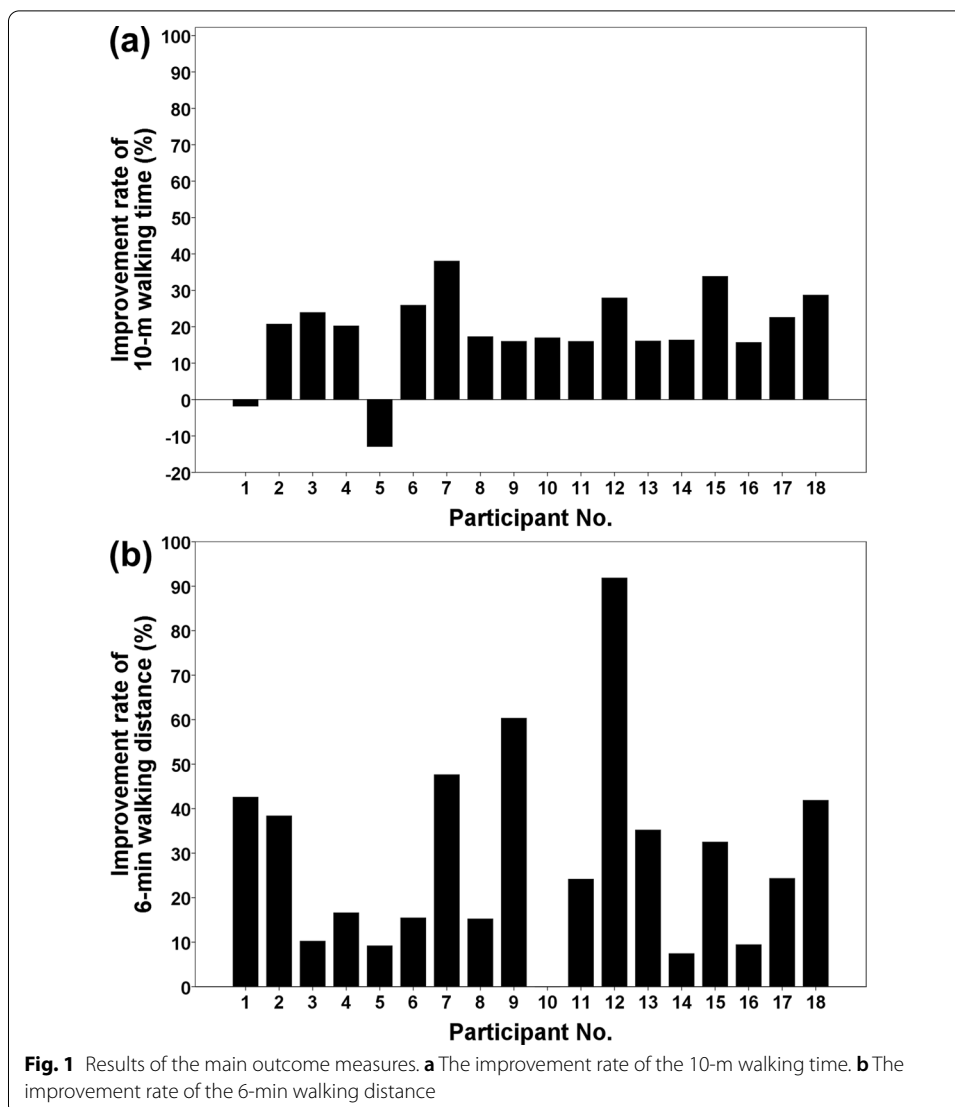 (a)
Improvement rate of
10-m walking time (%)
100
90
80
70
60
50
40
30
20
10
0
-10
-20
1 2 3 4 5 6 7 8 9 10 11 12 13 14 15 16 17 18
Participant No.
(b)
Improvement rate of
6-min walking distance (%)
100
90
80
70
60
50
40
30
20
10
0
1 2 3 4 5 6 7 8 9 10 11 12 13 14 15 16 17 18
Participant No.
Fig. 1 Results of the main outcome measures. a The improvement rate of the 10-m walking time. b The
improvement rate of the 6-min walking distance